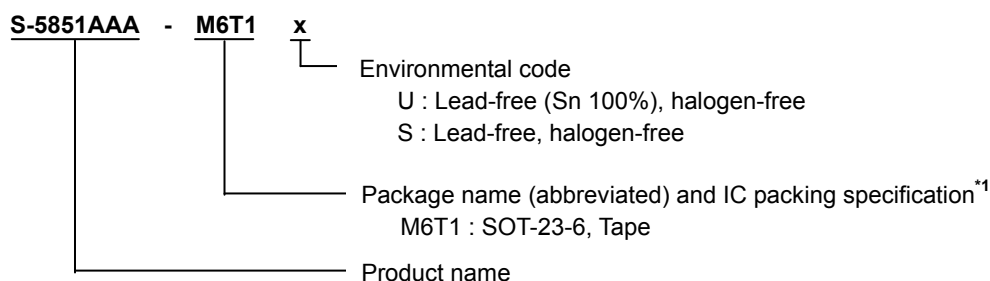 S-5851AAA - M6T1 x
Environmental code
U : Lead-free (Sn 100%), halogen-free
S : Lead-free, halogen-free
Package name (abbreviated) and IC packing specification*1
M6T1 : SOT-23-6, Tape
Product name